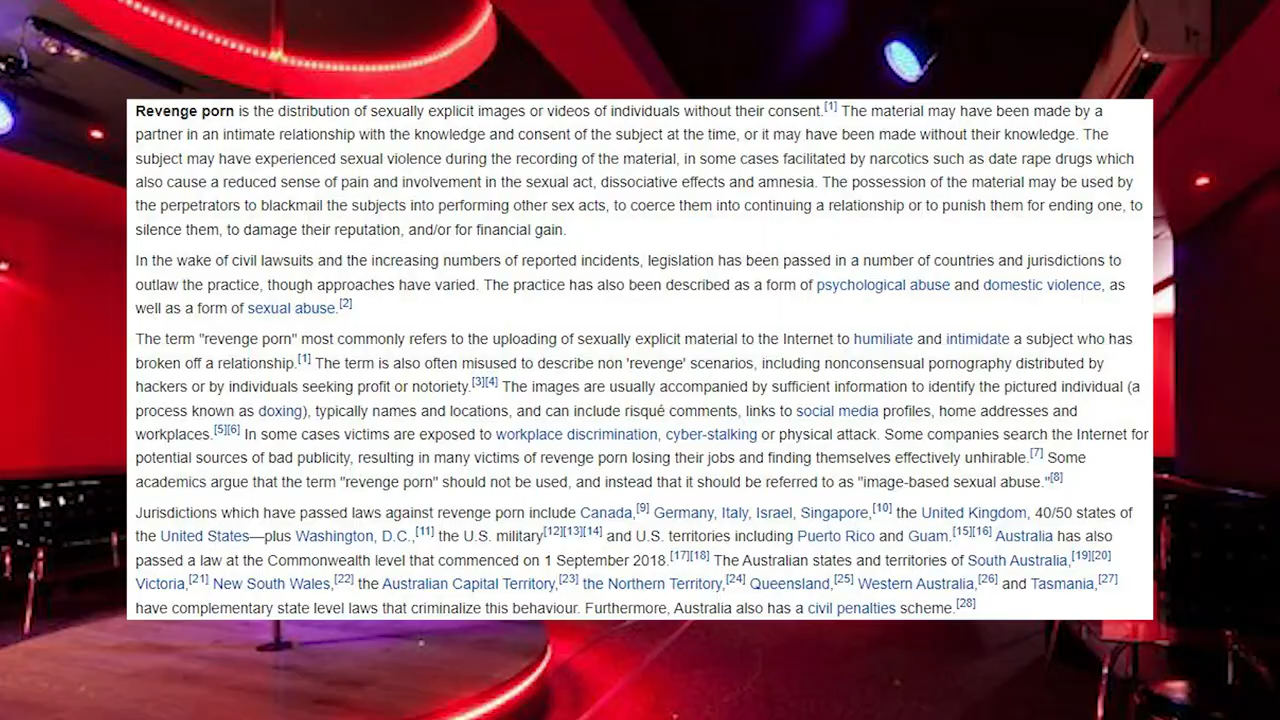 Revenge porn is the distribution of sexually explicit images or videos of individuals without their consent.[1] The material may have been made by a
partner in an intimate relationship with the knowledge and consent of the subject at the time, or it may have been made without their knowledge. The
subject may have experienced sexual violence during the recording of the material, in some cases facilitated by narcotics such as date rape drugs which
also cause a reduced sense of pain and involvement in the sexual act, dissociative effects and amnesia. The possession of the material may be used by
the perpetrators to blackmail the subjects into performing other sex acts, to coerce them into continuing a relationship or to punish them for ending one, to
silence them, to damage their reputation, and/or for financial gain.
In the wake of civil lawsuits and the increasing numbers of reported incidents, legislation has been passed in a number of countries and jurisdictions to
outlaw the practice, though approaches have varied. The practice has also been described as a form of psychological abuse and domestic violence, as
well as a form of sexual abuse.[2]
The term "revenge porn" most commonly refers to the uploading of sexually explicit material to the Internet to humiliate and intimidate a subject who has
broken off a relationship.[1] The term is also often misused to describe non 'revenge' scenarios, including nonconsensual pornography distributed by
hackers or by individuals seeking profit or notoriety.[3][4] The images are usually accompanied by sufficient information to identify the pictured individual (a
process known as doxing), typically names and locations, and can include risqué comments, links to social media profiles, home addresses and
workplaces.[5][6] In some cases victims are exposed to workplace discrimination, cyber-stalking or physical attack. Some companies search the Internet for
potential sources of bad publicity, resulting in many victims of revenge porn losing their jobs and finding themselves effectively unhirable.[7] Some
academics argue that the term "revenge porn" should not be used, and instead that it should be referred to as "image-based sexual abuse."[8]
Jurisdictions which have passed laws against revenge porn include Canada,[9] Germany, Italy, Israel, Singapore,[10] the United Kingdom, 40/50 states of
the United States—plus Washington, D.C.,[11] the U.S. military[12][13][14] and U.S. territories including Puerto Rico and Guam.[15][16] Australia has also
passed a law at the Commonwealth level that commenced on 1 September 2018.[17][18] The Australian states and territories of South Australia,[19][20]
Victoria,[21] New South Wales,[22] the Australian Capital Territory,[23] the Northern Territory,[24] Queensland,[25] Western Australia,[26] and Tasmania,[27]
have complementary state level laws that criminalize this behaviour. Furthermore, Australia also has a civil penalties scheme.[28]